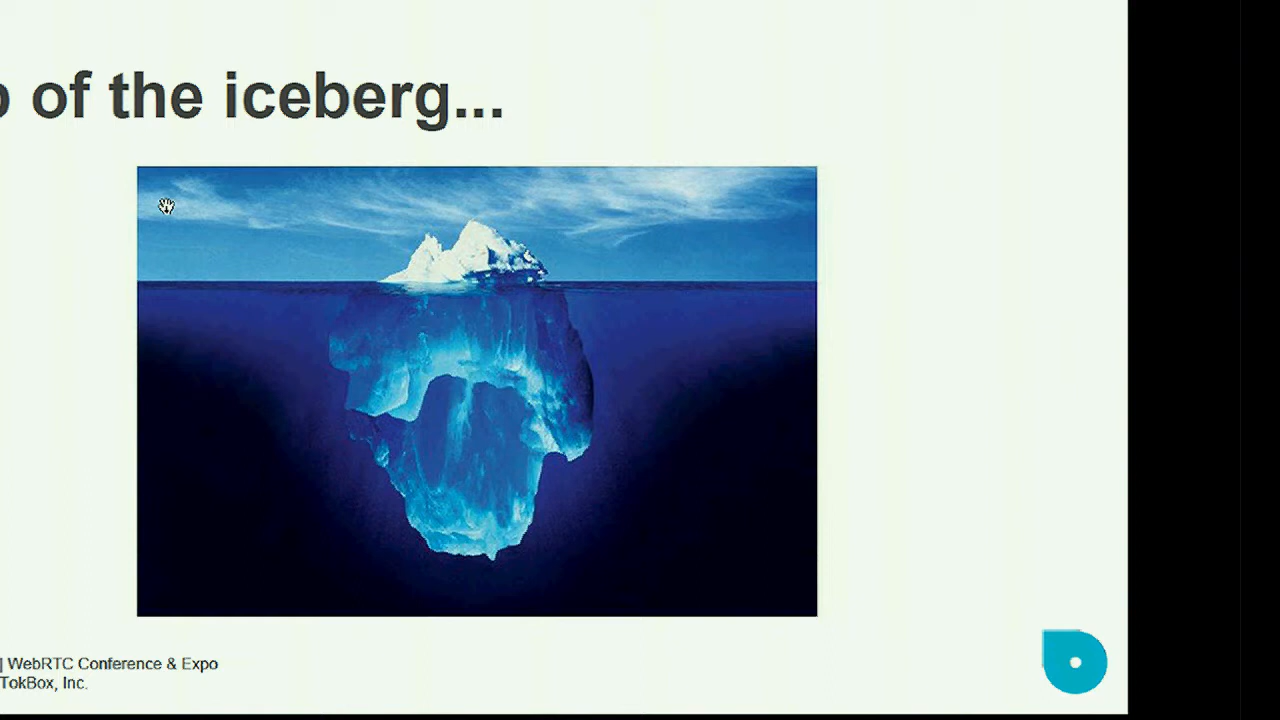 of the iceberg...
| WebRTC Conference & Expo
TokBox, Inc.